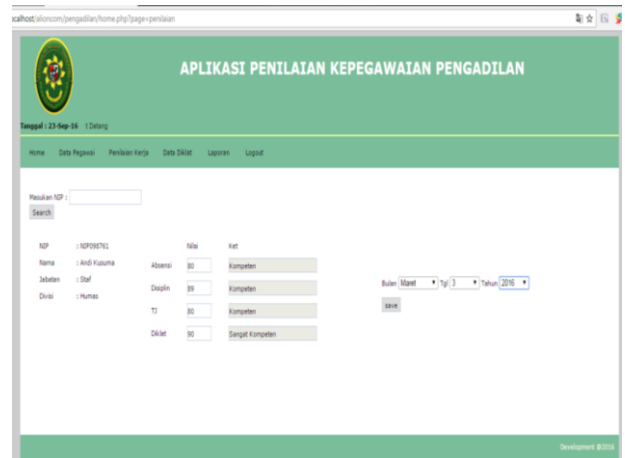 localhost/alioncom/pengadilan/home.php?page=penilaian
APLIKASI PENILAIAN KEPEGAWAIAN PENGADILAN
Tanggal : 23-Sep-16 t Datang
Home Data Pegawai Penilaian Kerja Data Diklat Laporan Logout
Masukan NIP :
Search
NIP : NIP098761 Nilai Ket
Nama : Andi Kusuma Absensi 80 Kompeten
Jabatan : Staf Disiplin 89 Kompeten
Divisi : Humas TJ 80 Kompeten
Diklat 90 Sangat Kompeten
Bulan Maret Tgl 3 Tahun 2016
save
Development @2016